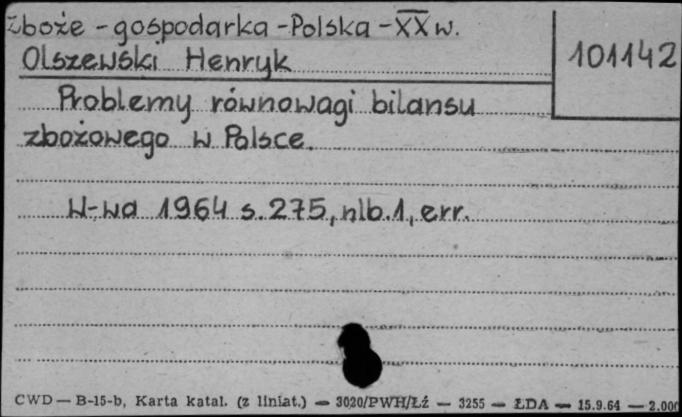 Zboże - gospodarka - Polska - XX w.
Olszewski Henryk
101142
Problemy równowagi bilansu
zbożowego w Polsce.
W-wa 1964 s. 275, nlb. 1, err.
CWD — B-15-b, Karta katal. (z liniat.) — 3020/PWH/Łź — 3255 — ŁDA — 15.9.64 — 2.000